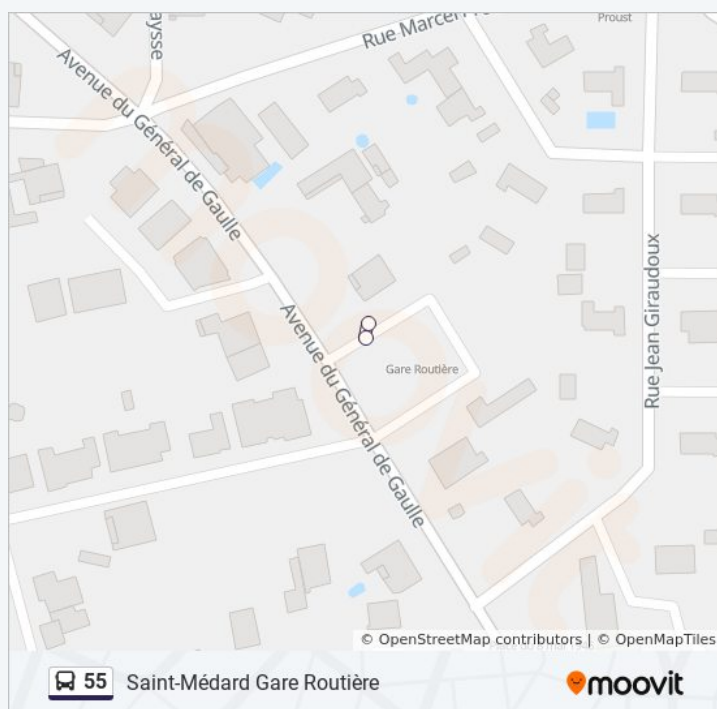 Proust
Rue Marcel
aysse
Avenue du Général de Gaulle
Avenue du Général de Gaulle
Gare Routière
Rue Jean Giraudoux
© OpenStreetMap contributors | © OpenMapTiles
55 Saint-Médard Gare Routière
moovit